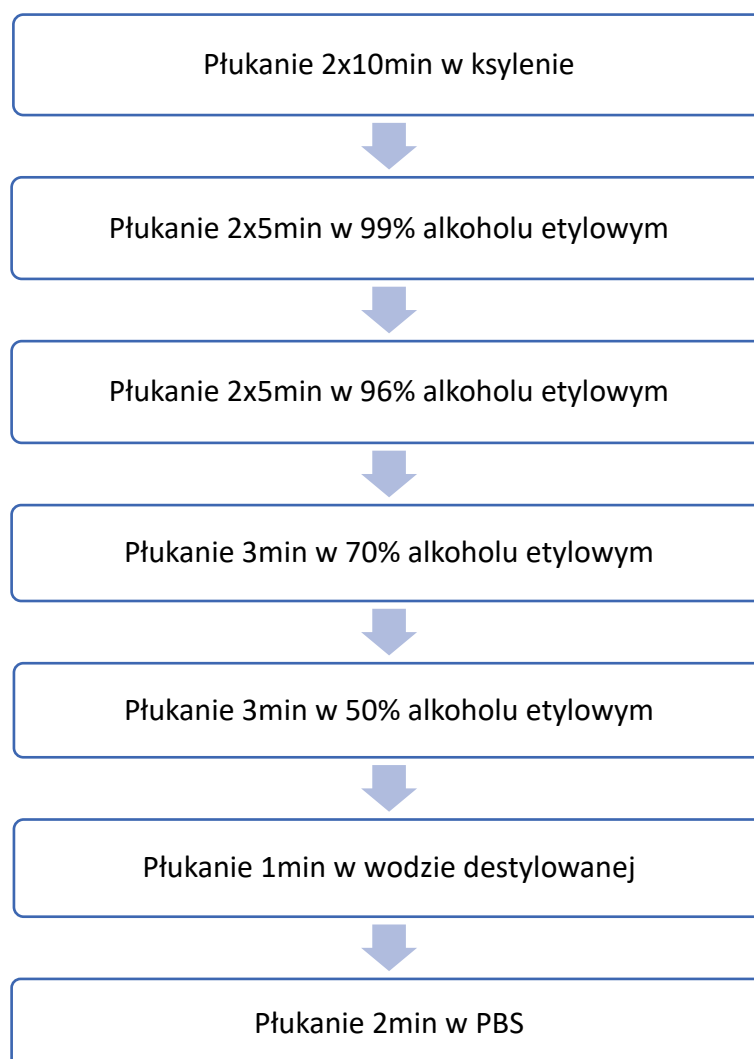 Płukanie 2x10min w ksylenie
Płukanie 2x5min w 99% alkoholu etylowym
Płukanie 2x5min w 96% alkoholu etylowym
Płukanie 3min w 70% alkoholu etylowym
Płukanie 3min w 50% alkoholu etylowym
Płukanie 1min w wodzie destylowanej
Płukanie 2min w PBS